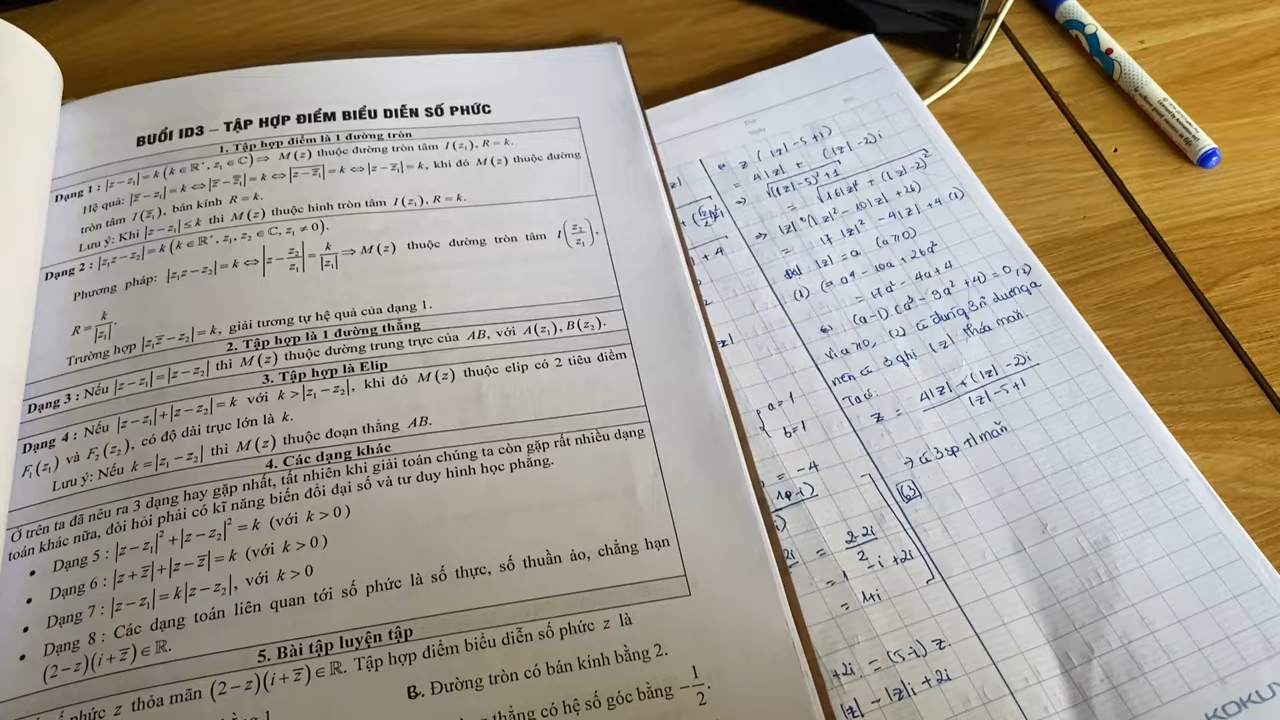 BUỔI ID3 – TẬP HỢP ĐIỂM BIỂU DIỄN SỐ PHỨC
1. Tập hợp điểm là 1 đường tròn
Dạng 1 : |z − z₁| = k (k ∈ ℝ⁺, z₁ ∈ ℂ) ⇒ M(z) thuộc đường tròn tâm I(z₁), R = k.
Hệ quả: |z̅ − z₁| = k ⇔ |z̅ − z̅₁| = k ⇔ |z − z̅₁| = k, khi đó M(z) thuộc đường
tròn tâm I(z̅₁), bán kính R = k.
Lưu ý: Khi |z − z₁| ≤ k thì M(z) thuộc hình tròn tâm I(z₁), R = k.
Dạng 2 : |z₁z − z₂| = k (k ∈ ℝ⁺, z₁, z₂ ∈ ℂ, z₁ ≠ 0).
Phương pháp: |z₁z − z₂| = k ⇔ |z − z₂/z₁| = k/|z₁| ⇒ M(z) thuộc đường tròn tâm I(z₂/z₁),
R = k/|z₁|.
Trường hợp |z₁z̅ − z₂| = k, giải tương tự hệ quả của dạng 1.
2. Tập hợp là 1 đường thẳng
Dạng 3 : Nếu |z − z₁| = |z − z₂| thì M(z) thuộc đường trung trực của AB, với A(z₁), B(z₂).
3. Tập hợp là Elip
Dạng 4 : Nếu |z − z₁| + |z − z₂| = k với k > |z₁ − z₂|, khi đó M(z) thuộc elip có 2 tiêu điểm
F₁(z₁) và F₂(z₂), có độ dài trục lớn là k.
Lưu ý: Nếu k = |z₁ − z₂| thì M(z) thuộc đoạn thẳng AB.
4. Các dạng khác
Ở trên ta đã nêu ra 3 dạng hay gặp nhất, tất nhiên khi giải toán chúng ta còn gặp rất nhiều dạng
toán khác nữa, đòi hỏi phải có kĩ năng biến đổi đại số và tư duy hình học phẳng.
• Dạng 5 : |z − z₁|² + |z − z₂|² = k (với k > 0)
• Dạng 6 : |z + z̅| + |z − z̅| = k (với k > 0)
• Dạng 7 : |z − z₁| = k|z − z₂|, với k > 0
• Dạng 8 : Các dạng toán liên quan tới số phức là số thực, số thuần ảo, chẳng hạn
(2 − z)(i + z̅) ∈ ℝ.
5. Bài tập luyện tập
phức z thỏa mãn (2 − z)(i + z̅) ∈ ℝ. Tập hợp điểm biểu diễn số phức z là
B. Đường tròn có bán kính bằng 2.
thẳng có hệ số góc bằng −1/2.
z(|z| − 5 + i)
= 4|z| + (|z| − 2)i
⇒ √((|z| − 5)² + 1²)
= √(16|z|² + (|z| − 2)²)
⇒ |z|²(|z|² − 10|z| + 26)
= 17|z|² − 4|z| + 4 (1)
Đặt |z| = a (a ≥ 0)
(1) ⇔ a⁴ − 10a³ + 26a²
= 17a² − 4a + 4
⇔ (a − 1)(a³ − 9a² + 4) = 0 (2)
vì a ≥ 0, (2) có đúng 3 n° dương a
nên có 3 ghi |z| thỏa mãn.
Ta có:
z = (4|z| + (|z| − 2)i)/(|z| − 5 + i)
→ có 3 sp TMãn
+ 4
a = 1
b = 1
= −4
= (2 − 2i)/2
= 1 − i + 2i
= 1 + i
+2i = (5 − i) z.
|z| − |z|i + 2i
Ngày
KOKUY